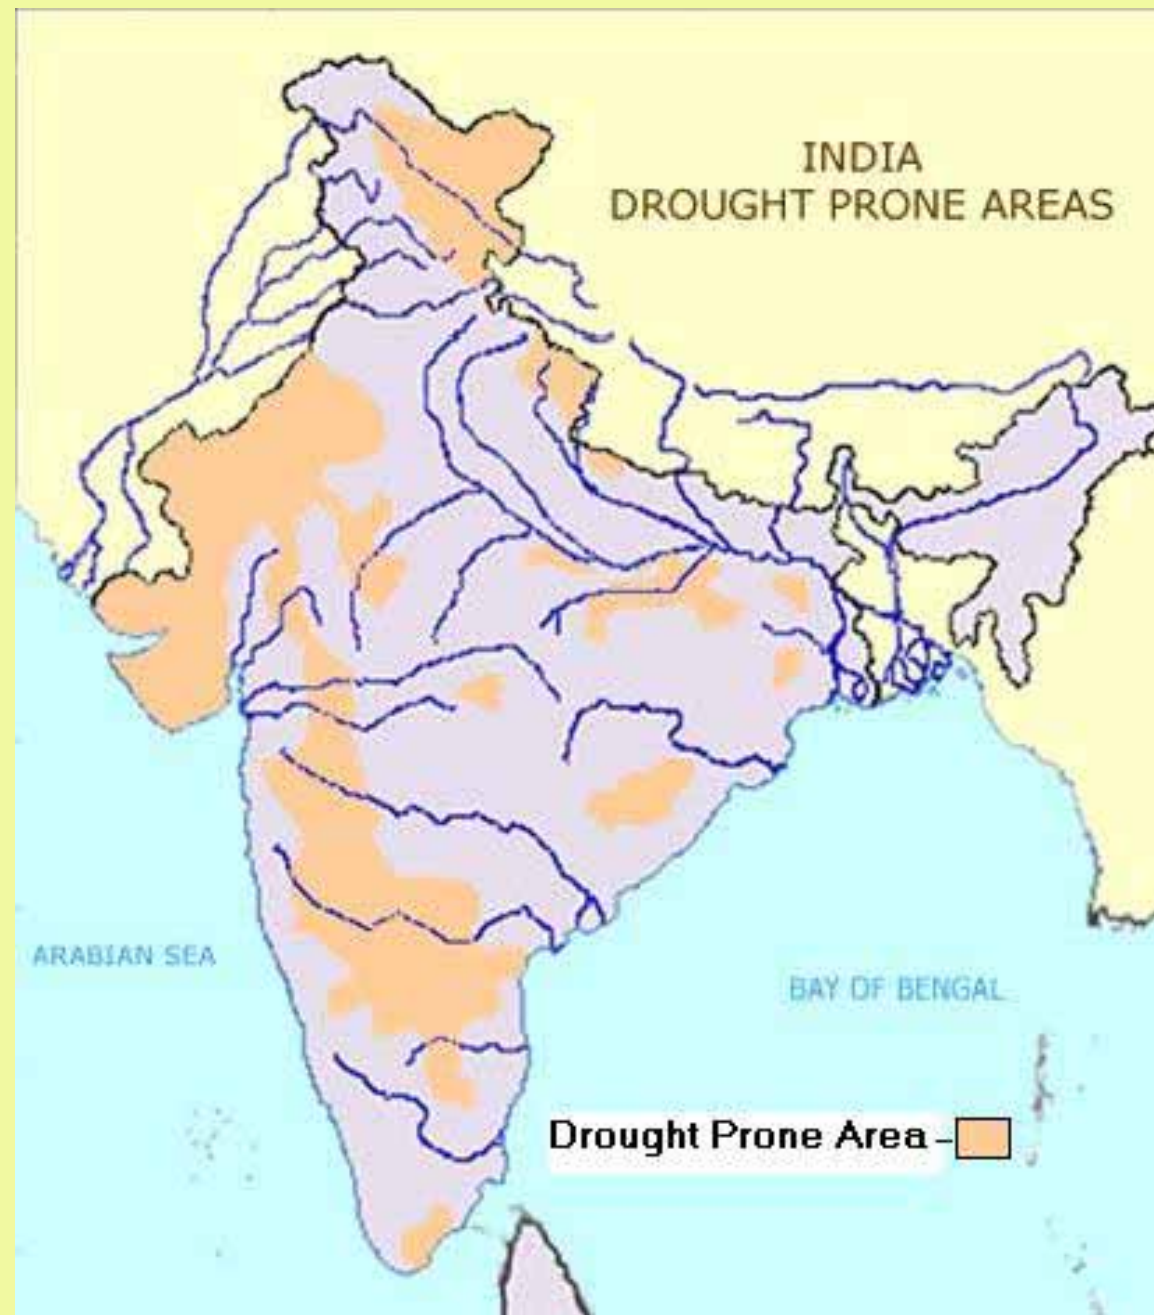 INDIA
DROUGHT PRONE AREAS
ARABIAN SEA
BAY OF BENGAL
Drought Prone Area -